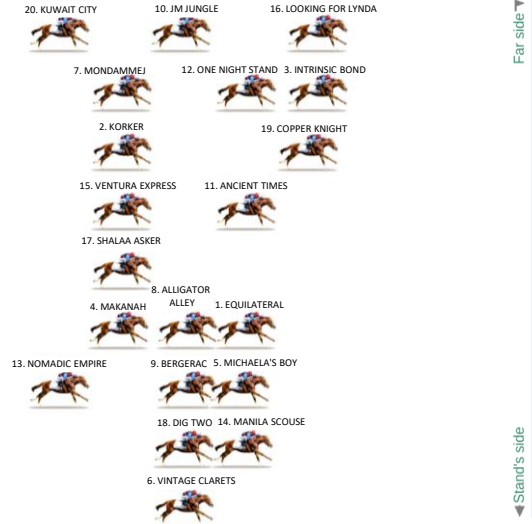 20. KUWAIT CITY
10. JM JUNGLE
16. LOOKING FOR LYNDA
Far side
7. MONDAMMEJ
12. ONE NIGHT STAND
3. INTRINSIC BOND
2. KORKER
19. COPPER KNIGHT
15. VENTURA EXPRESS
11. ANCIENT TIMES
17. SHALAA ASKER
8. ALLIGATOR
ALLEY
4. MAKANAH
1. EQUILATERAL
13. NOMADIC EMPIRE
9. BERGERAC
5. MICHAELA'S BOY
18. DIG TWO
14. MANILA SCOUSE
Stand's side
6. VINTAGE CLARETS